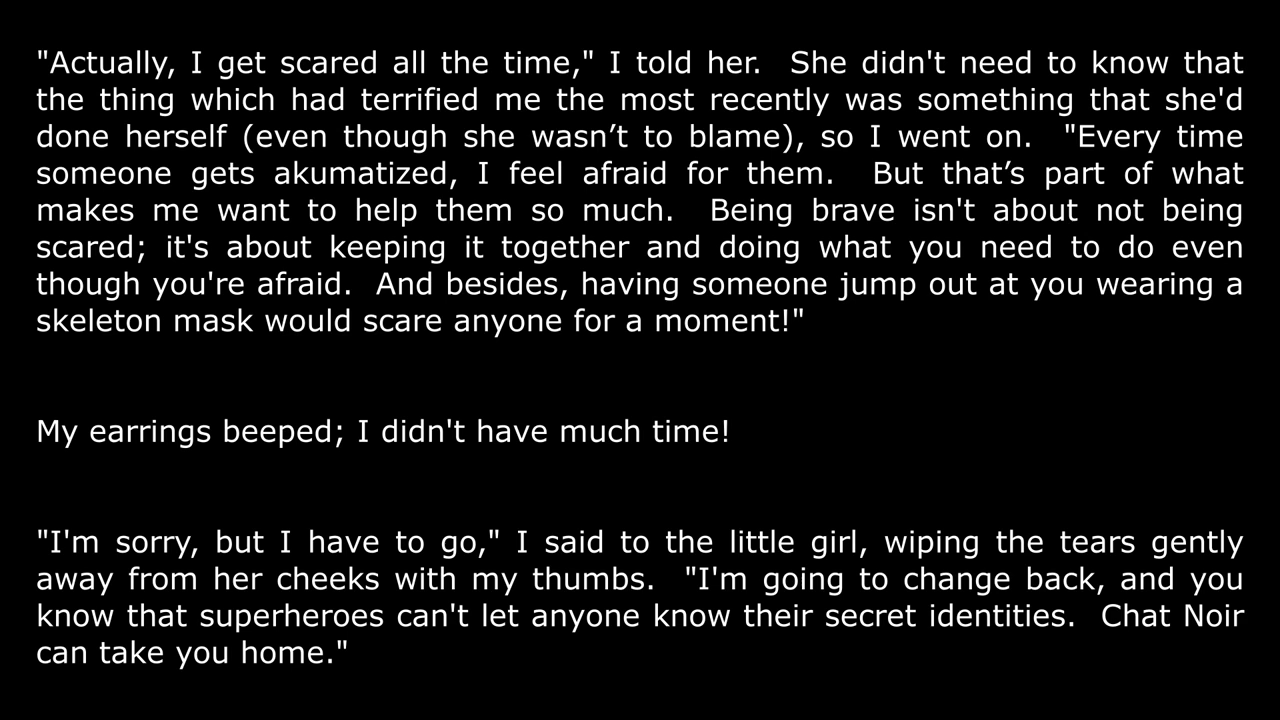 "Actually, I get scared all the time," I told her.  She didn't need to know that
the thing which had terrified me the most recently was something that she'd
done herself (even though she wasn’t to blame), so I went on.  "Every time
someone gets akumatized, I feel afraid for them.  But that’s part of what
makes me want to help them so much.  Being brave isn't about not being
scared; it's about keeping it together and doing what you need to do even
though you're afraid.  And besides, having someone jump out at you wearing a
skeleton mask would scare anyone for a moment!"
My earrings beeped; I didn't have much time!
"I'm sorry, but I have to go," I said to the little girl, wiping the tears gently
away from her cheeks with my thumbs.  "I'm going to change back, and you
know that superheroes can't let anyone know their secret identities.  Chat Noir
can take you home."